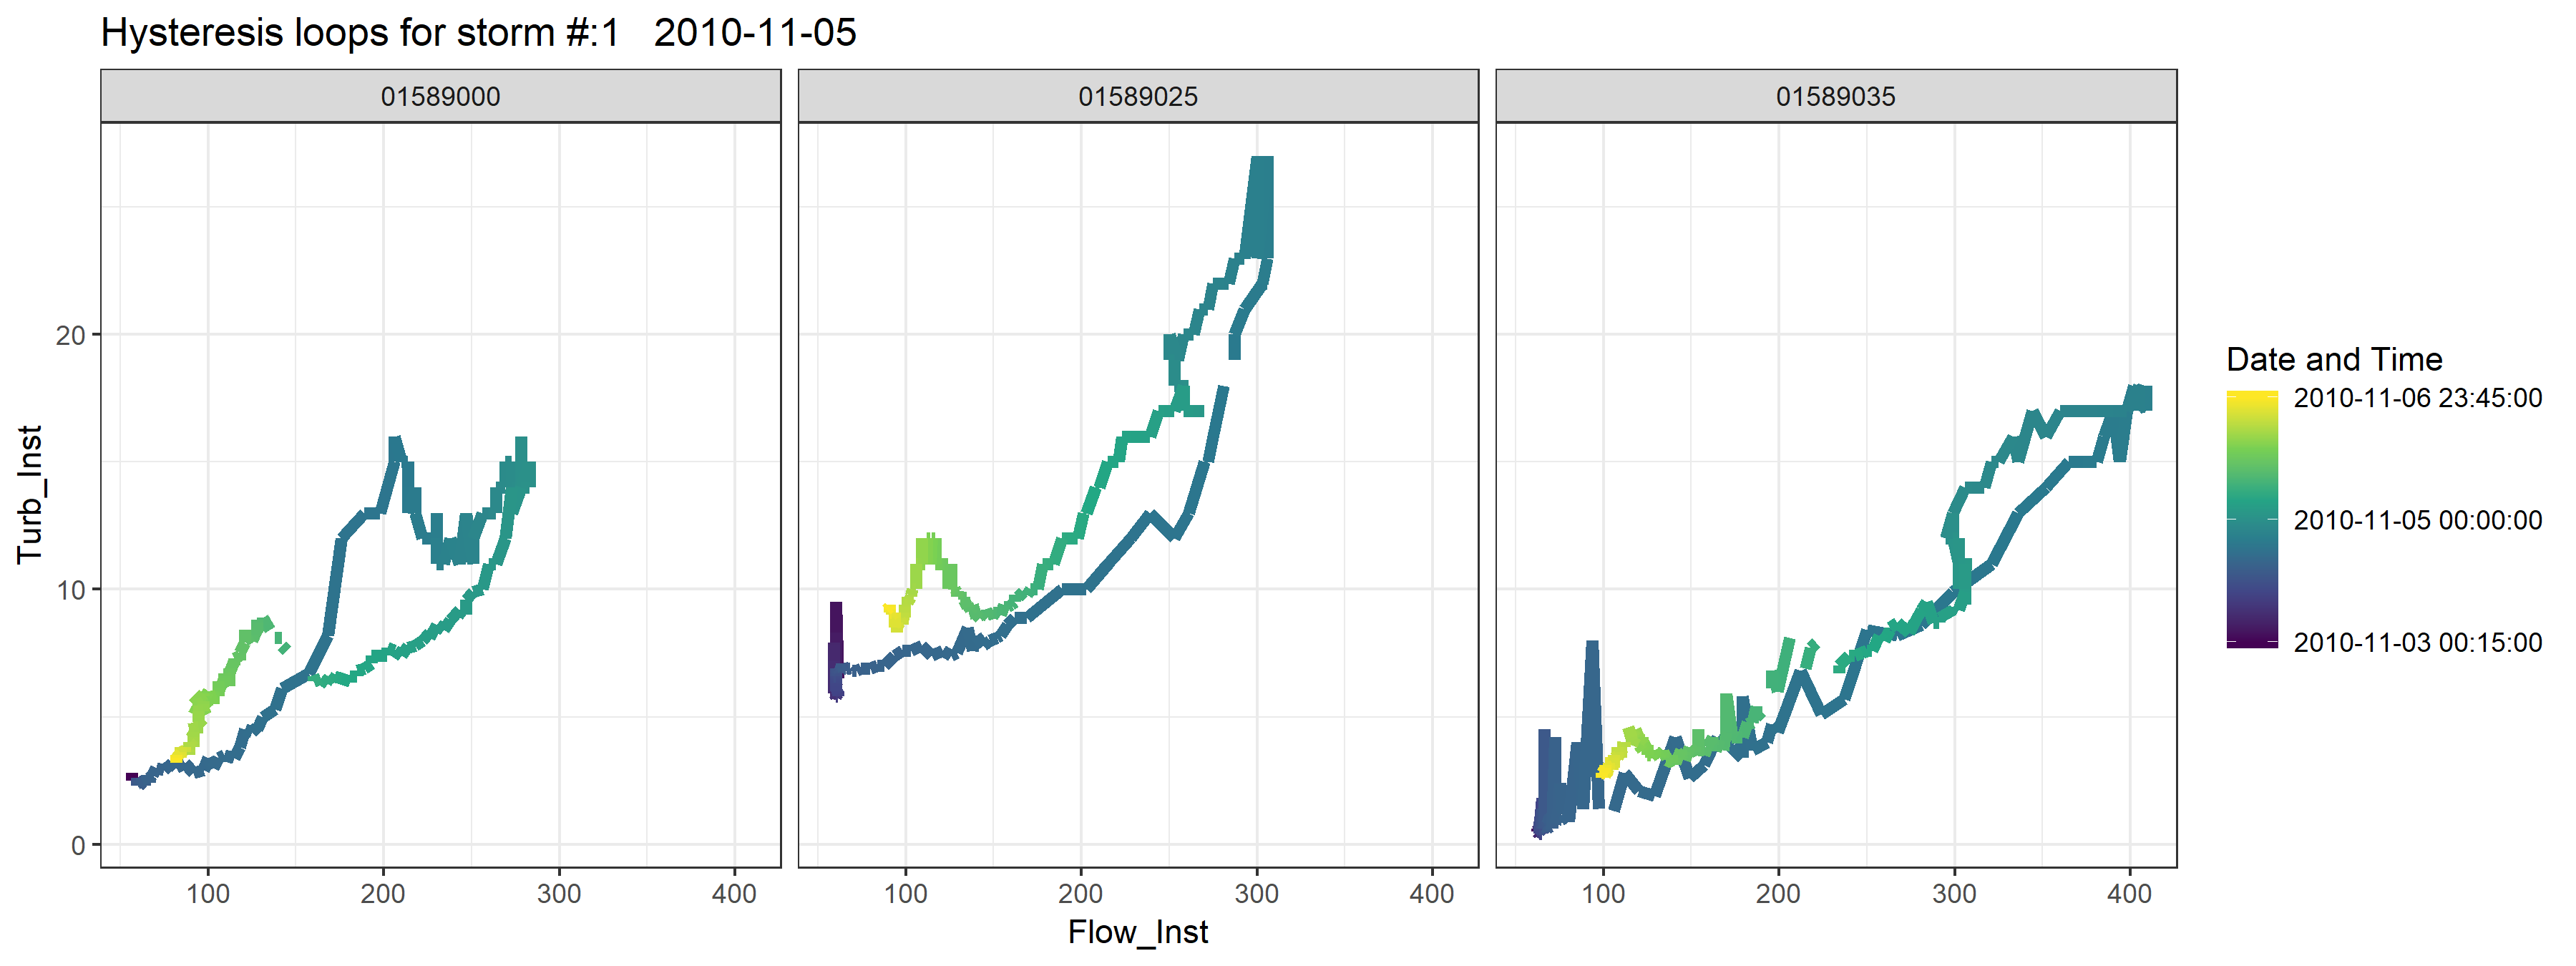 Hysteresis loops for storm #:1   2010-11-05
01589000
01589025
01589035
Turb_Inst
20
10
0
100 200 300 400
100 200 300 400
100 200 300 400
Flow_Inst
Date and Time
2010-11-06 23:45:00
2010-11-05 00:00:00
2010-11-03 00:15:00